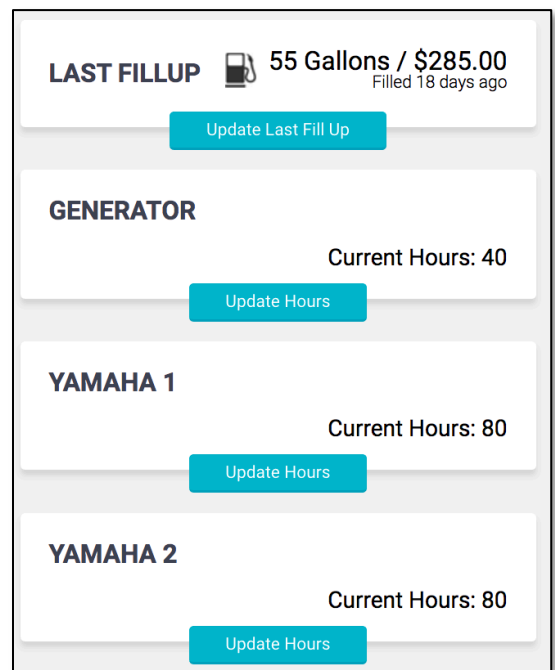 LAST FILLUP
55 Gallons / $285.00
Filled 18 days ago
Update Last Fill Up
GENERATOR
Current Hours: 40
Update Hours
YAMAHA 1
Current Hours: 80
Update Hours
YAMAHA 2
Current Hours: 80
Update Hours